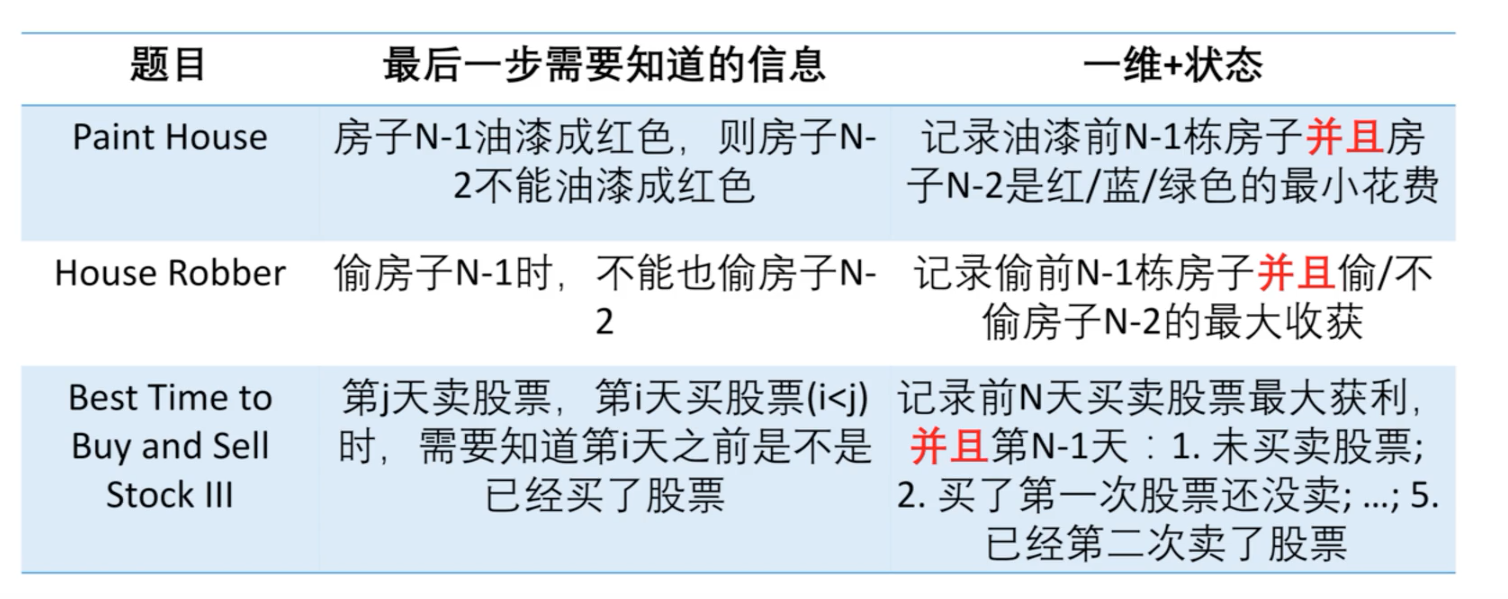 题目 最后一步需要知道的信息 一维+状态
Paint House
房子N-1油漆成红色，则房子N-
2不能油漆成红色
记录油漆前N-1栋房子并且房
子N-2是红/蓝/绿色的最小花费
House Robber
偷房子N-1时，不能也偷房子N-
2
记录偷前N-1栋房子并且偷/不
偷房子N-2的最大收获
Best Time to
Buy and Sell
Stock III
第j天卖股票，第i天买股票(i<j)
时，需要知道第i天之前是不是
已经买了股票
记录前N天买卖股票最大获利，
并且第N-1天：1. 未买卖股票;
2. 买了第一次股票还没卖; ...; 5.
已经第二次卖了股票